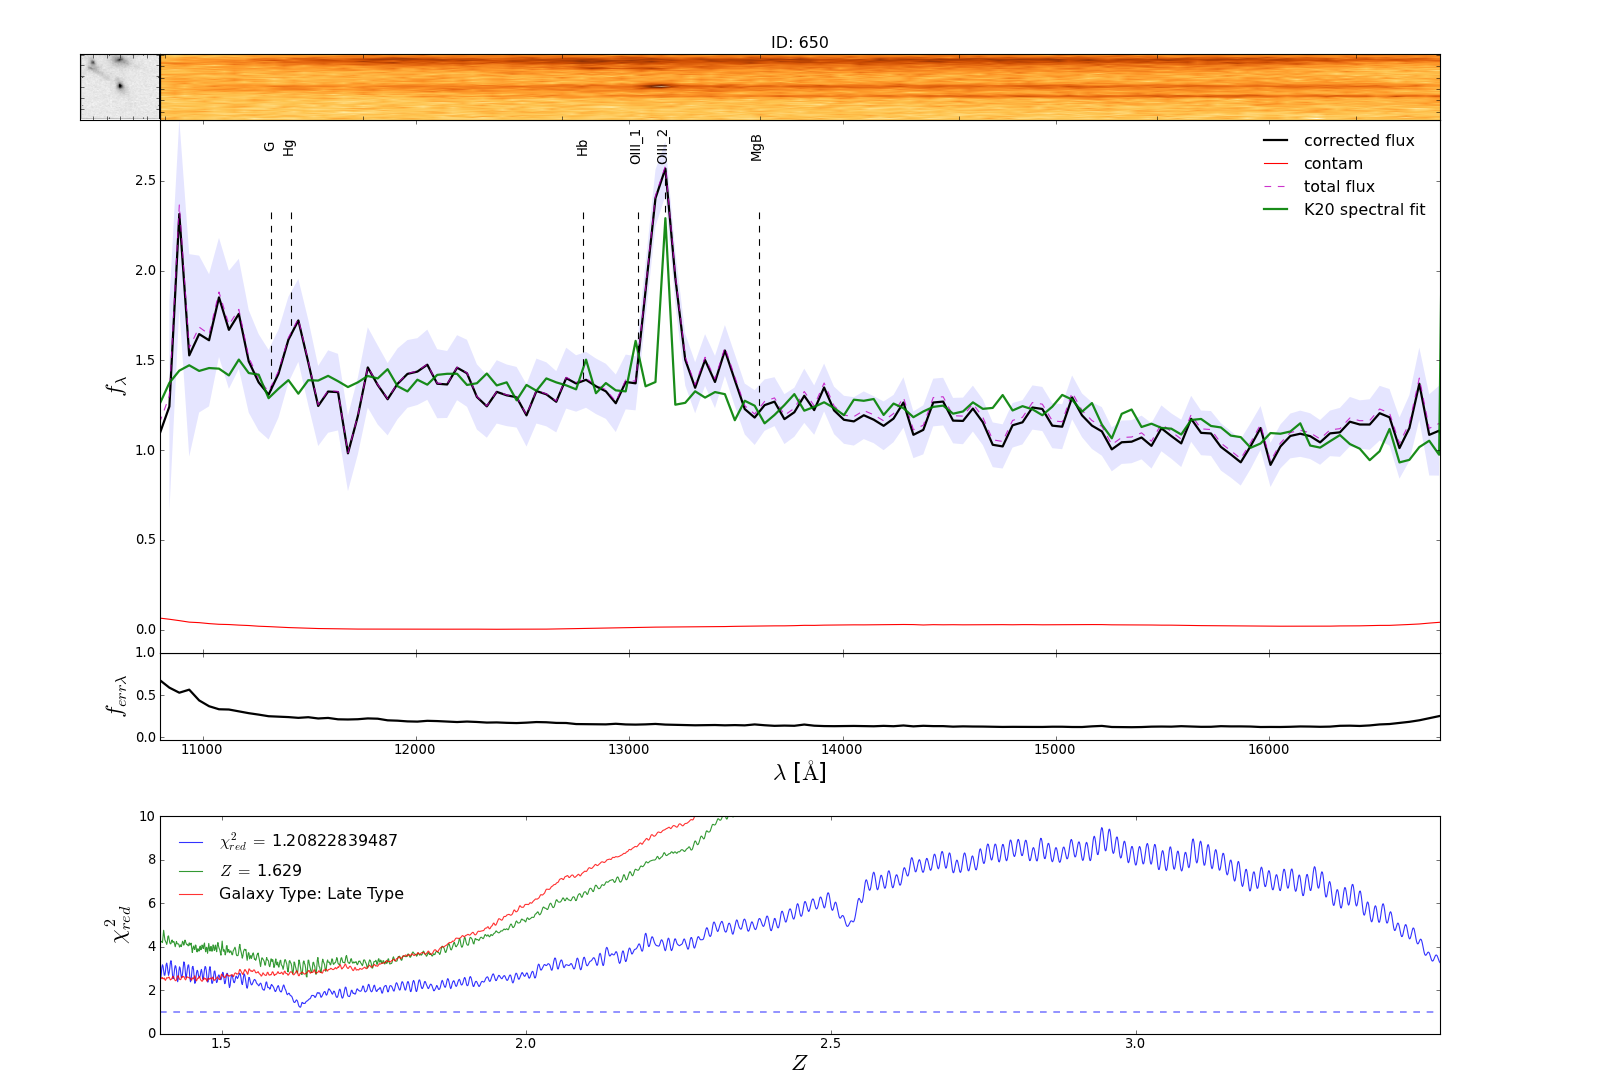 ID: 650
G
Hg
Hb
OIII_1
OIII_2
MgB
corrected flux
contam
total flux
K20 spectral fit
2.5
2.0
1.5
1.0
0.5
0.0
fλ
1.0
0.5
0.0
f_errλ
11000 12000 13000 14000 15000 16000
λ [Å]
10
8
6
4
2
0
χ²_red
χ²_red = 1.20822839487
Z = 1.629
Galaxy Type: Late Type
1.5 2.0 2.5 3.0
Z